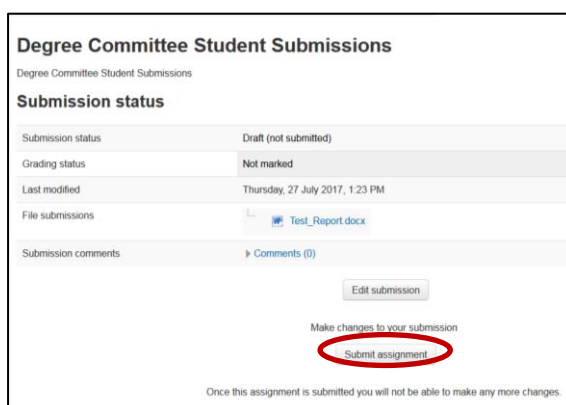 Degree Committee Student Submissions
Degree Committee Student Submissions
Submission status
Submission status Draft (not submitted)
Grading status Not marked
Last modified Thursday, 27 July 2017, 1:23 PM
File submissions Test_Report.docx
Submission comments Comments (0)
Edit submission
Make changes to your submission
Submit assignment
Once this assignment is submitted you will not be able to make any more changes.